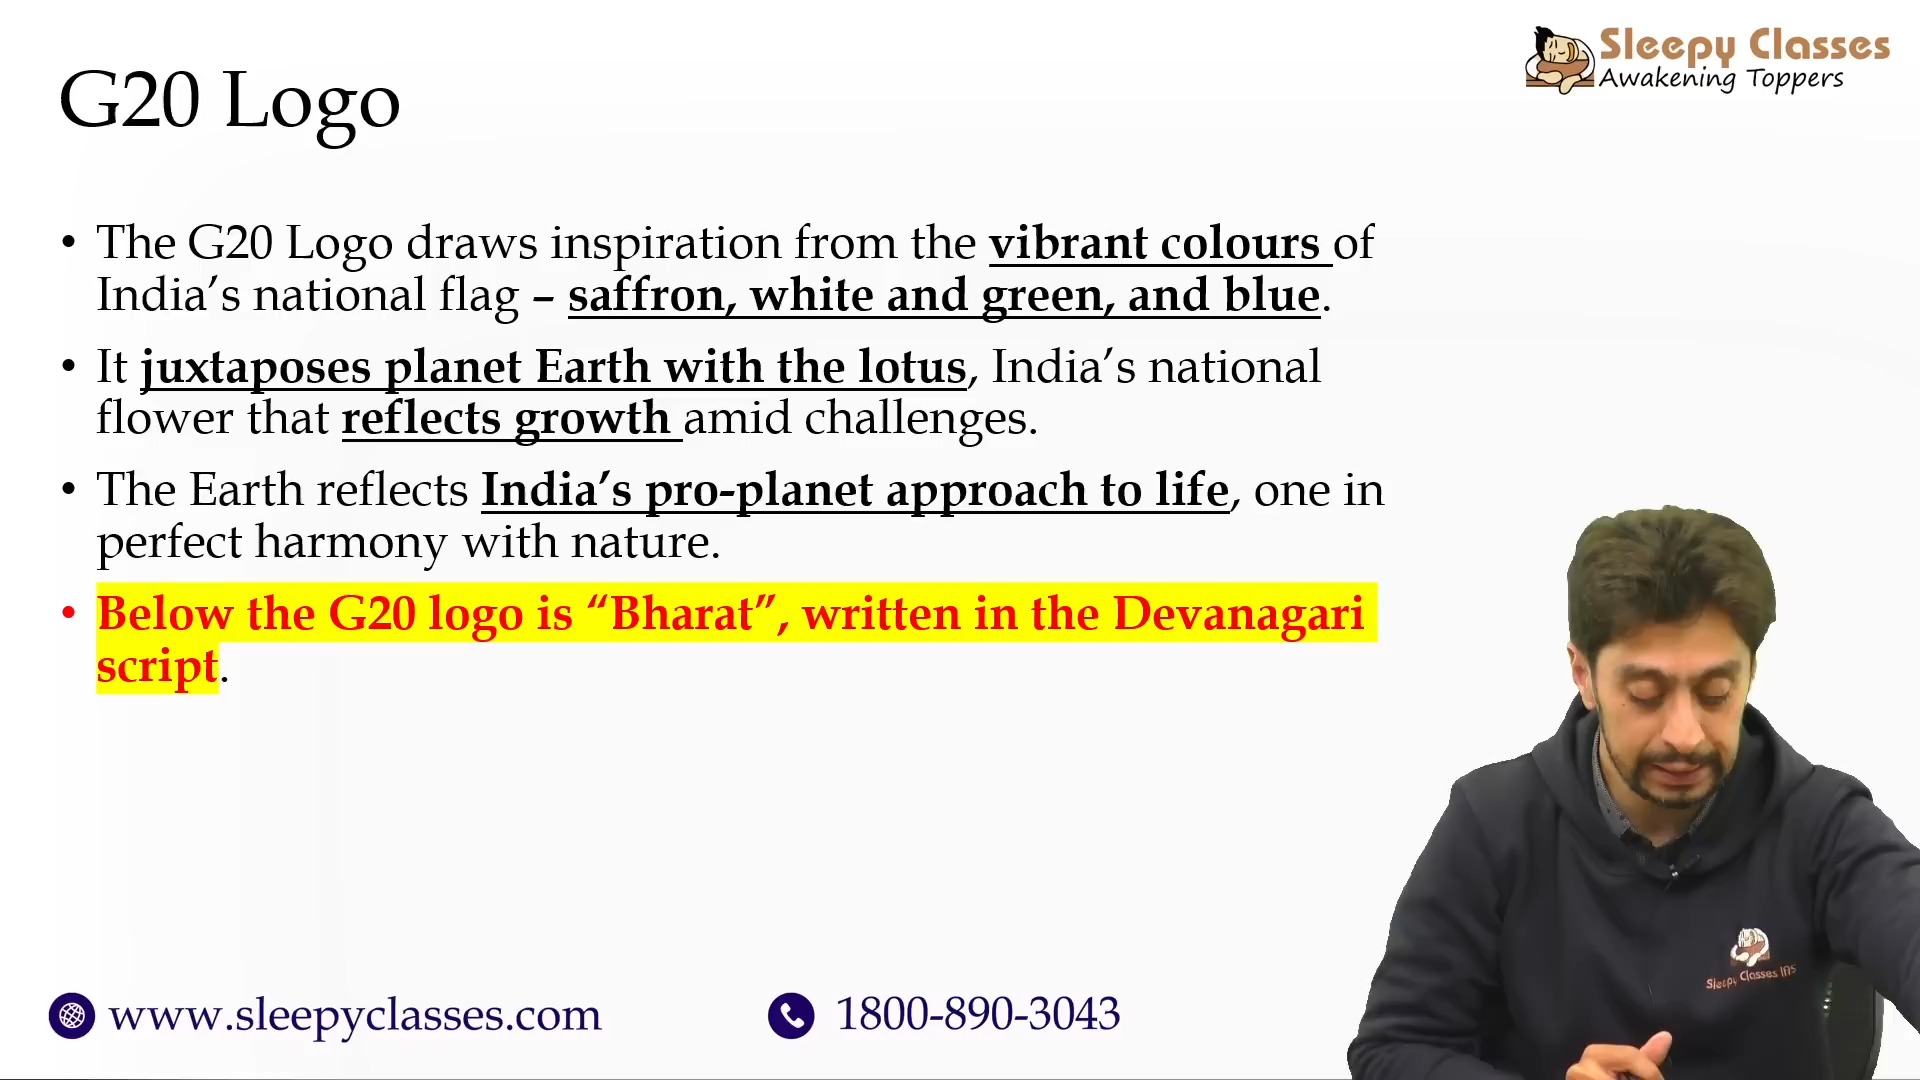 Sleepy Classes
Awakening Toppers
G20 Logo
• The G20 Logo draws inspiration from the vibrant colours of
India’s national flag – saffron, white and green, and blue.
• It juxtaposes planet Earth with the lotus, India’s national
flower that reflects growth amid challenges.
• The Earth reflects India’s pro-planet approach to life, one in
perfect harmony with nature.
• Below the G20 logo is “Bharat”, written in the Devanagari
script.
Sleepy Classes IAS
www.sleepyclasses.com
1800-890-3043